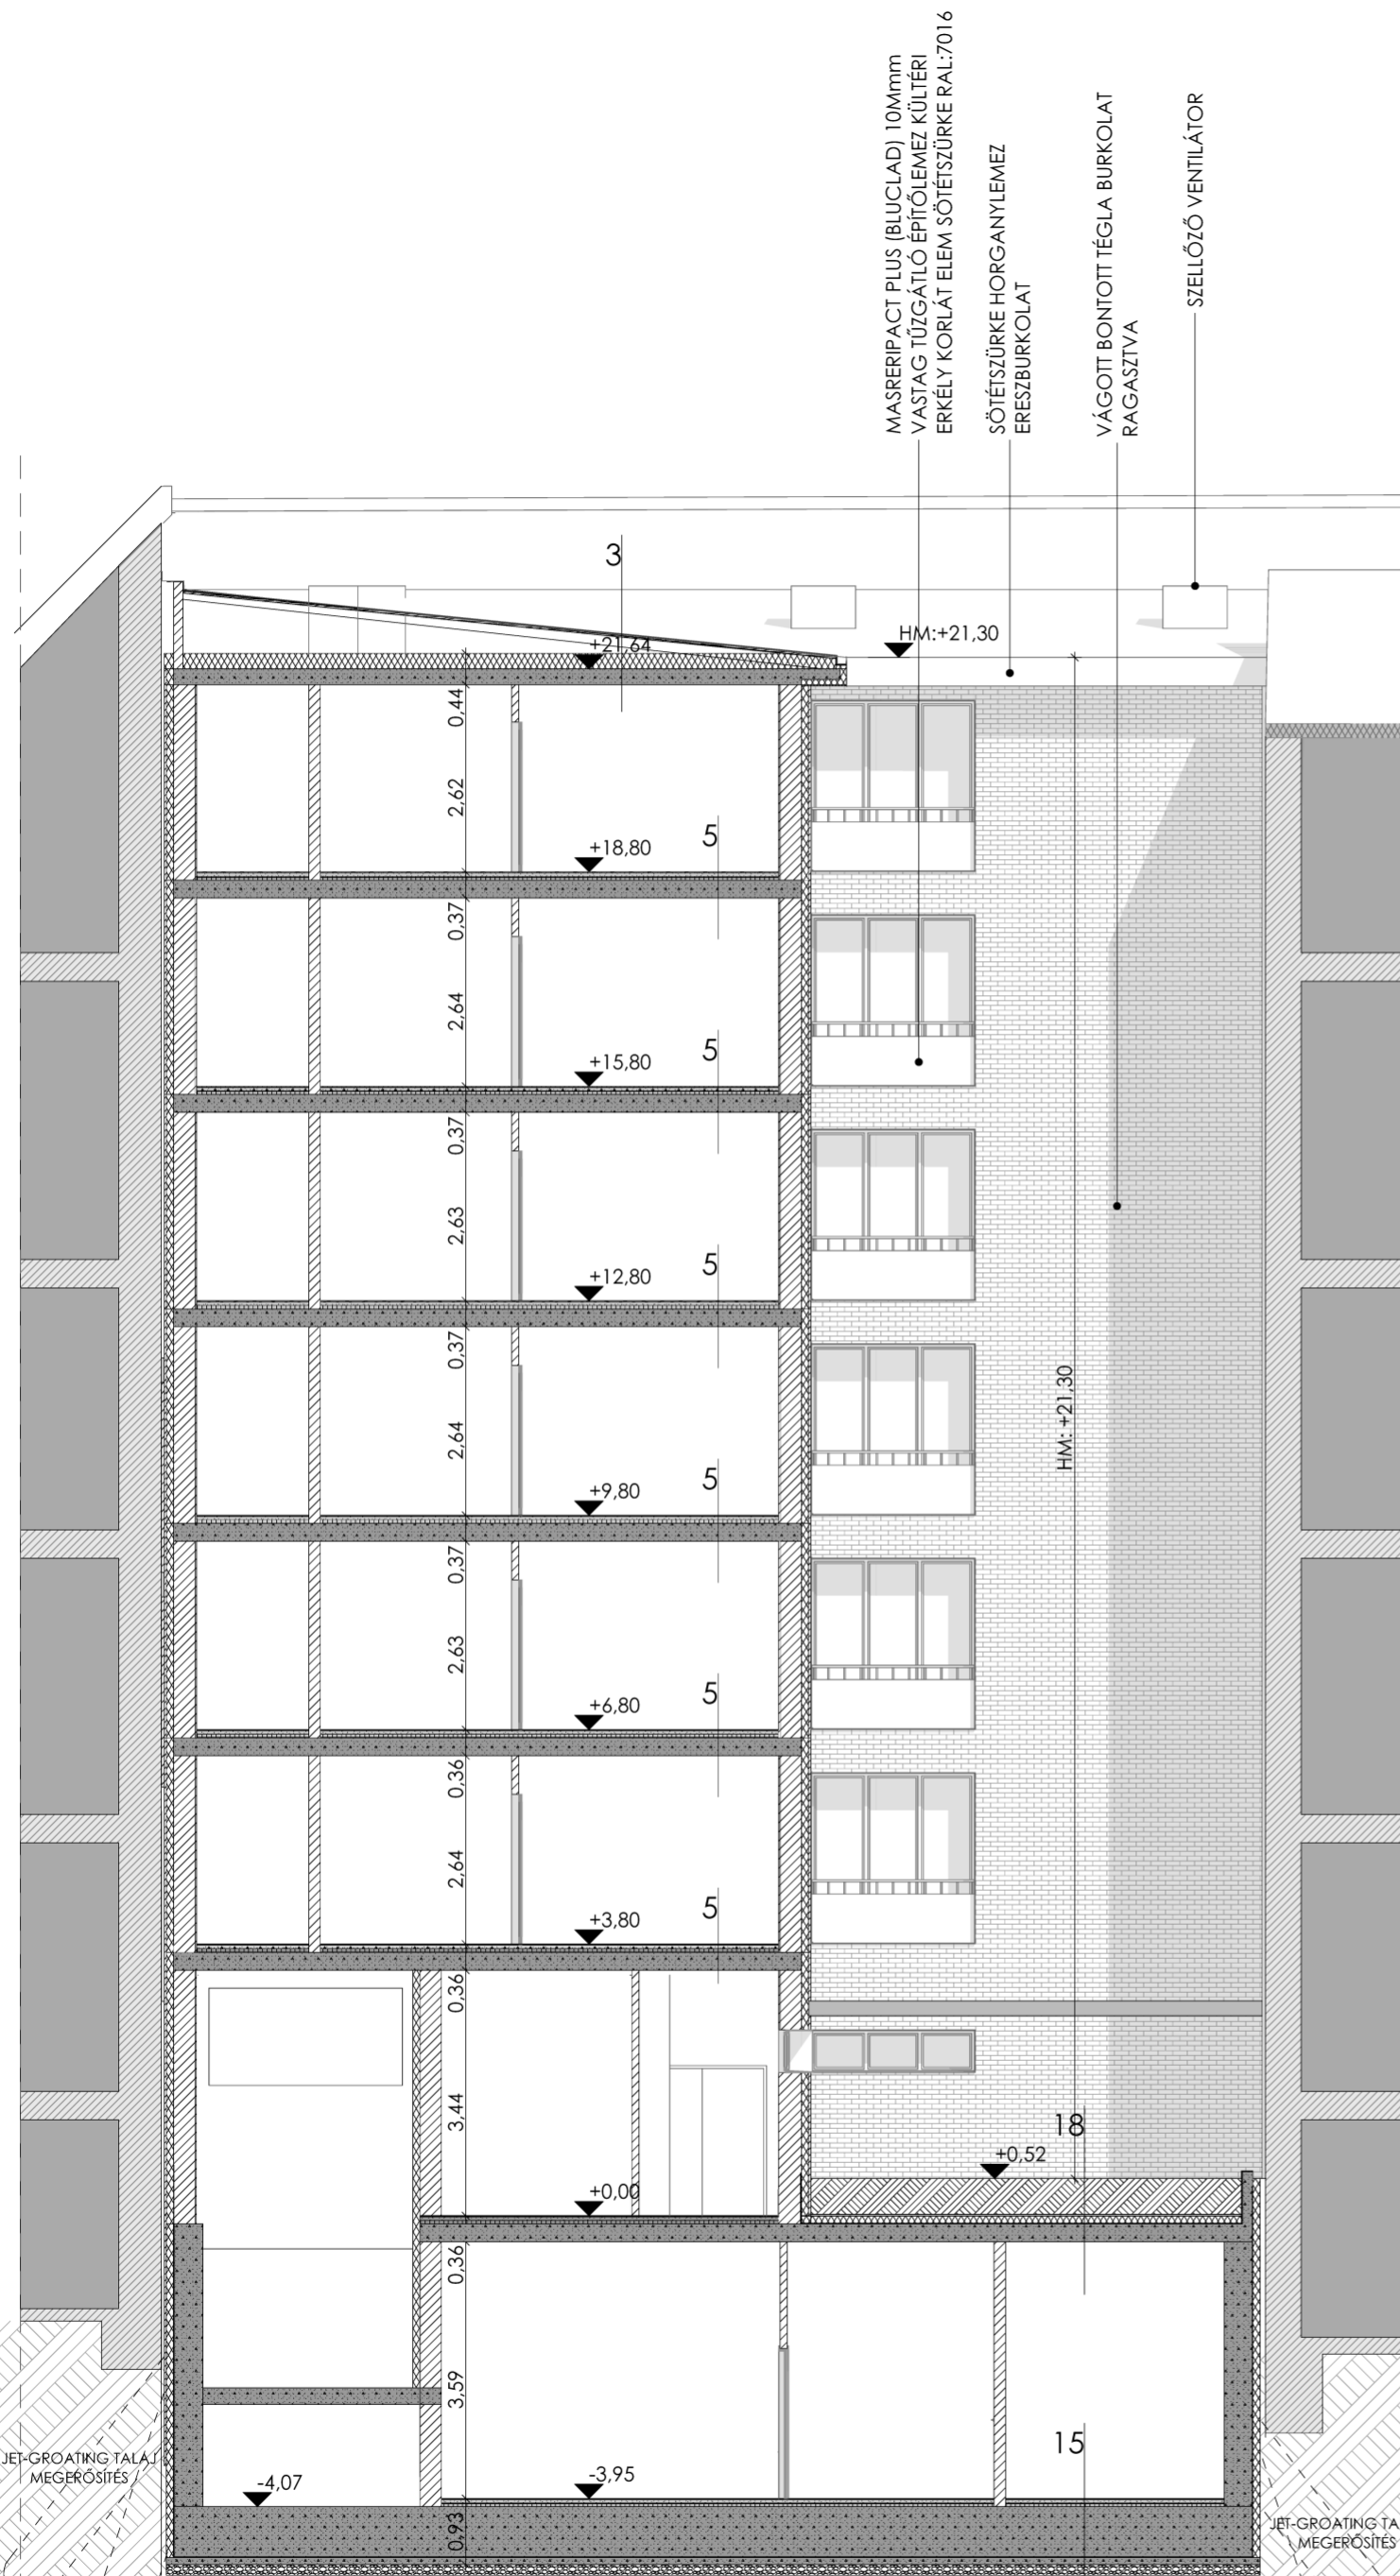 MASRERIPACT PLUS (BLUCLAD) 10Mmm
VASTAG TŰZGÁTLÓ ÉPÍTŐLEMEZ KÜLTÉRI
ERKÉLY KORLÁT ELEM SÖTÉTSZÜRKE RAL:7016
SÖTÉTSZÜRKE HORGANYLEMEZ
ERESZBURKOLAT
VÁGOTT BONTOTT TÉGLA BURKOLAT
RAGASZTVA
SZELLŐZŐ VENTILÁTOR
3
HM:+21,30
+21,64
0,44
2,62
5
+18,80
0,37
2,64
5
+15,80
0,37
2,63
5
+12,80
0,37
HM: +21,30
2,64
5
+9,80
0,37
2,63
5
+6,80
0,36
2,64
5
+3,80
0,36
3,44
18
+0,52
+0,00
0,36
3,59
15
JET-GROATING TALAJ
MEGERŐSÍTÉS
-4,07
-3,95
0,93
JET-GROATING TA
MEGERŐSÍTÉS